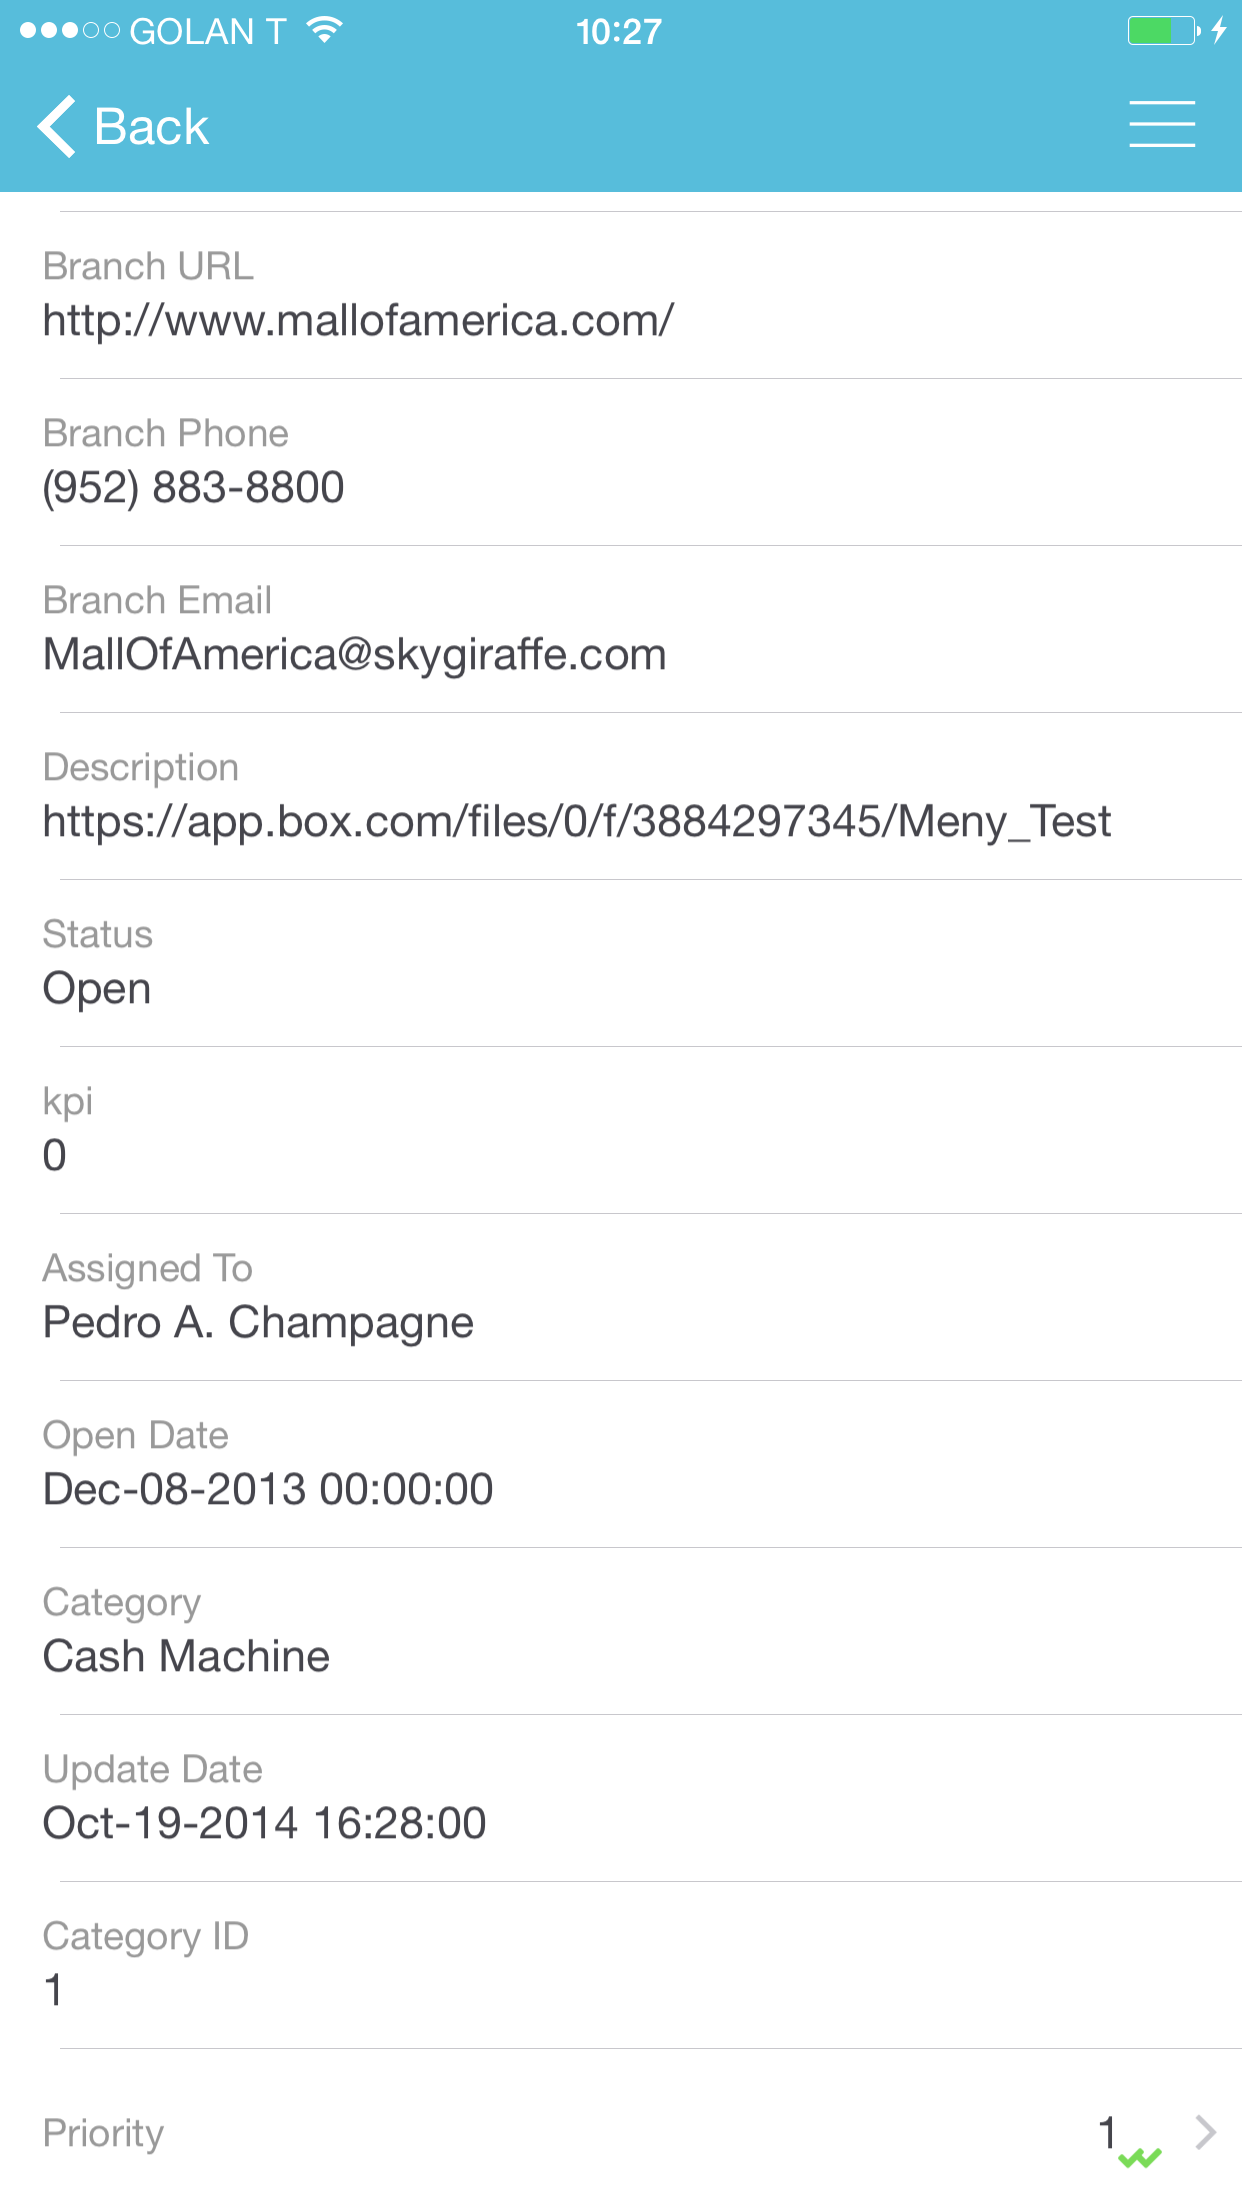 GOLAN T 10:27
Back
Branch URL
http://www.mallofamerica.com/
Branch Phone
(952) 883-8800
Branch Email
MallOfAmerica@skygiraffe.com
Description
https://app.box.com/files/0/f/3884297345/Meny_Test
Status
Open
kpi
0
Assigned To
Pedro A. Champagne
Open Date
Dec-08-2013 00:00:00
Category
Cash Machine
Update Date
Oct-19-2014 16:28:00
Category ID
1
Priority 1